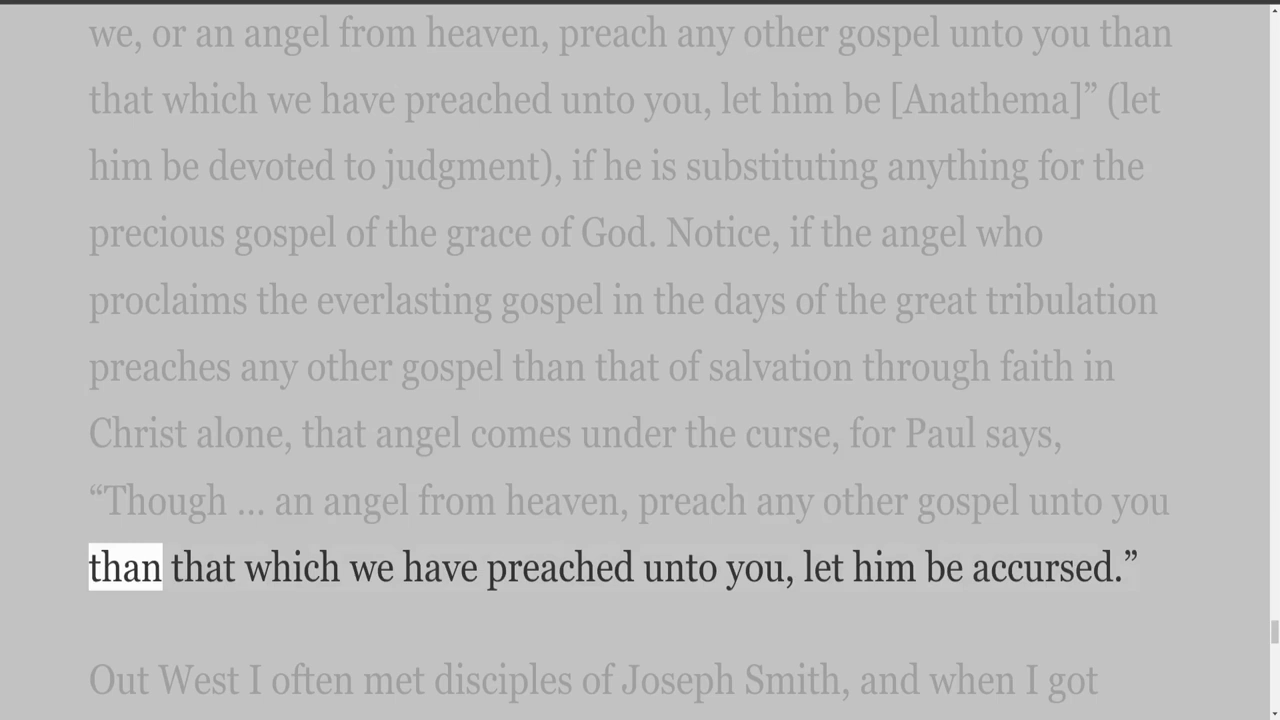 we, or an angel from heaven, preach any other gospel unto you than
that which we have preached unto you, let him be [Anathema]” (let
him be devoted to judgment), if he is substituting anything for the
precious gospel of the grace of God. Notice, if the angel who
proclaims the everlasting gospel in the days of the great tribulation
preaches any other gospel than that of salvation through faith in
Christ alone, that angel comes under the curse, for Paul says,
“Though ... an angel from heaven, preach any other gospel unto you
than that which we have preached unto you, let him be accursed.”
Out West I often met disciples of Joseph Smith, and when I got